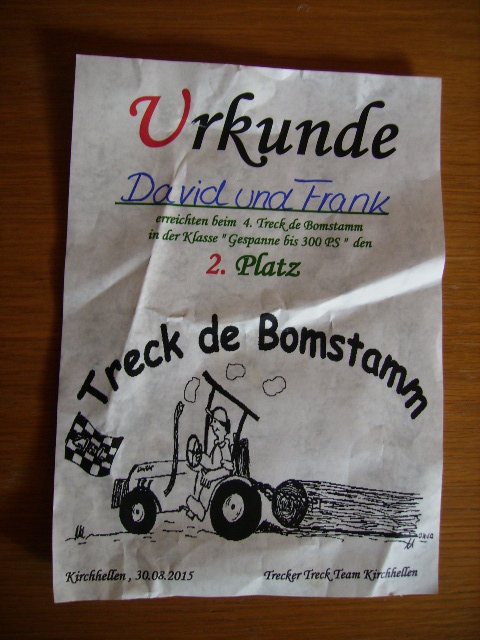 Urkunde
David und Frank
erreichten beim 4. Treck de Bomstamm
in der Klasse " Gespanne bis 300 PS " den
2. Platz
Treck de Bomstamm
Kirchhellen , 30.08.2015
Trecker Treck Team Kirchhellen